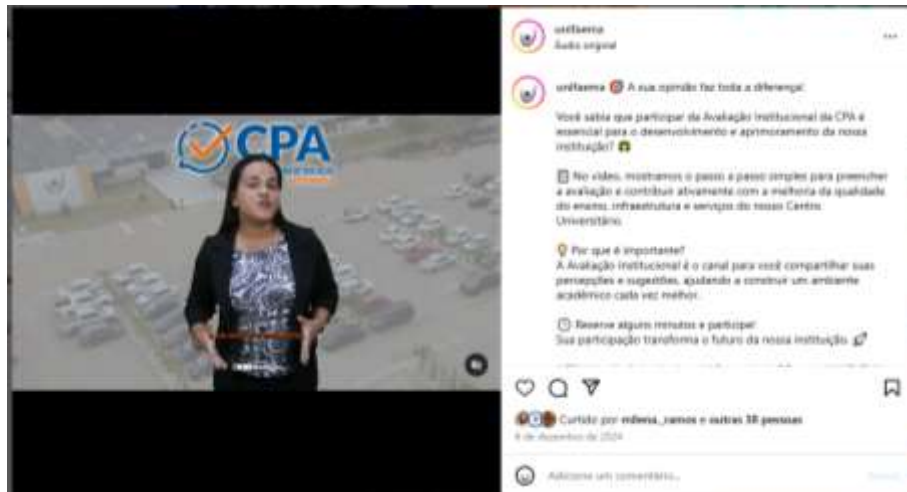 CPA
unifaema
Áudio original
unifaema A sua opinião faz toda a diferença!
Você sabia que participar da Avaliação Institucional da CPA é
essencial para o desenvolvimento e aprimoramento da nossa
instituição?
No vídeo, mostramos o passo a passo simples para preencher
a avaliação e contribuir ativamente com a melhoria da qualidade
do ensino, infraestrutura e serviços do nosso Centro
Universitário.
Por que é importante?
A Avaliação Institucional é o canal para você compartilhar suas
percepções e sugestões, ajudando a construir um ambiente
acadêmico cada vez melhor.
Reserve alguns minutos e participe!
Sua participação transforma o futuro da nossa instituição.
Curtido por milena_ramos e outras 38 pessoas
de dezembro de 2024
Adicione um comentário...